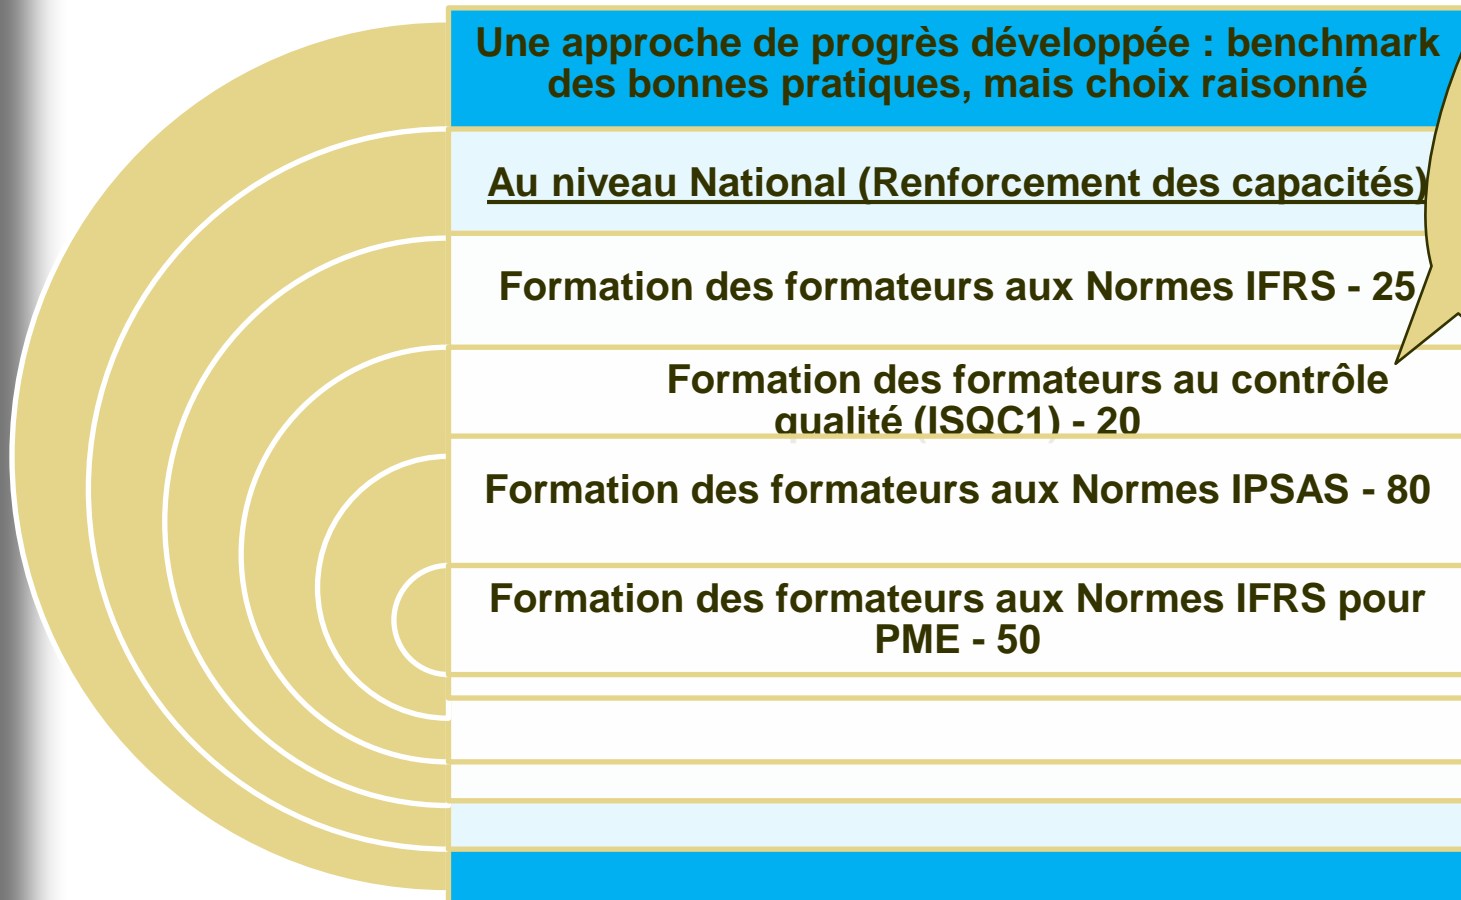 Une approche de progrès développée : benchmark
des bonnes pratiques, mais choix raisonné
Au niveau National (Renforcement des capacités)
Formation des formateurs aux Normes IFRS - 25
Formation des formateurs au contrôle
qualité (ISQC1) - 20
Formation des formateurs aux Normes IPSAS - 80
Formation des formateurs aux Normes IFRS pour
PME - 50